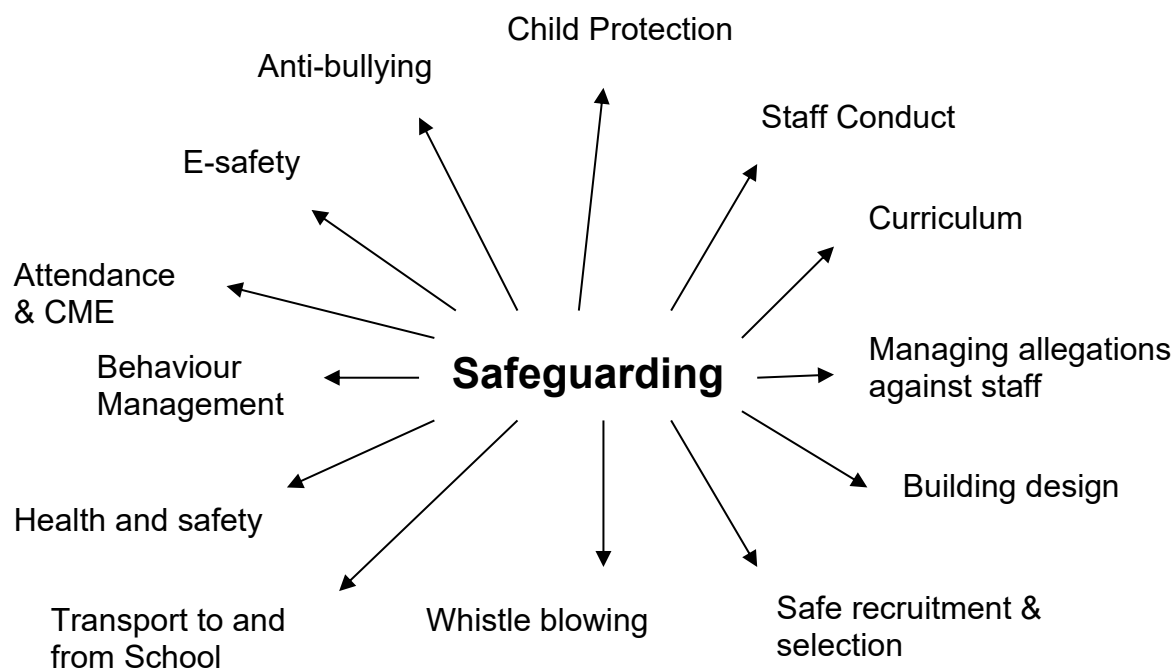 Child Protection
Anti-bullying
Staff Conduct
E-safety
Curriculum
Attendance
& CME
Managing allegations
against staff
Behaviour
Management
Safeguarding
Building design
Health and safety
Transport to and
from School
Whistle blowing
Safe recruitment &
selection